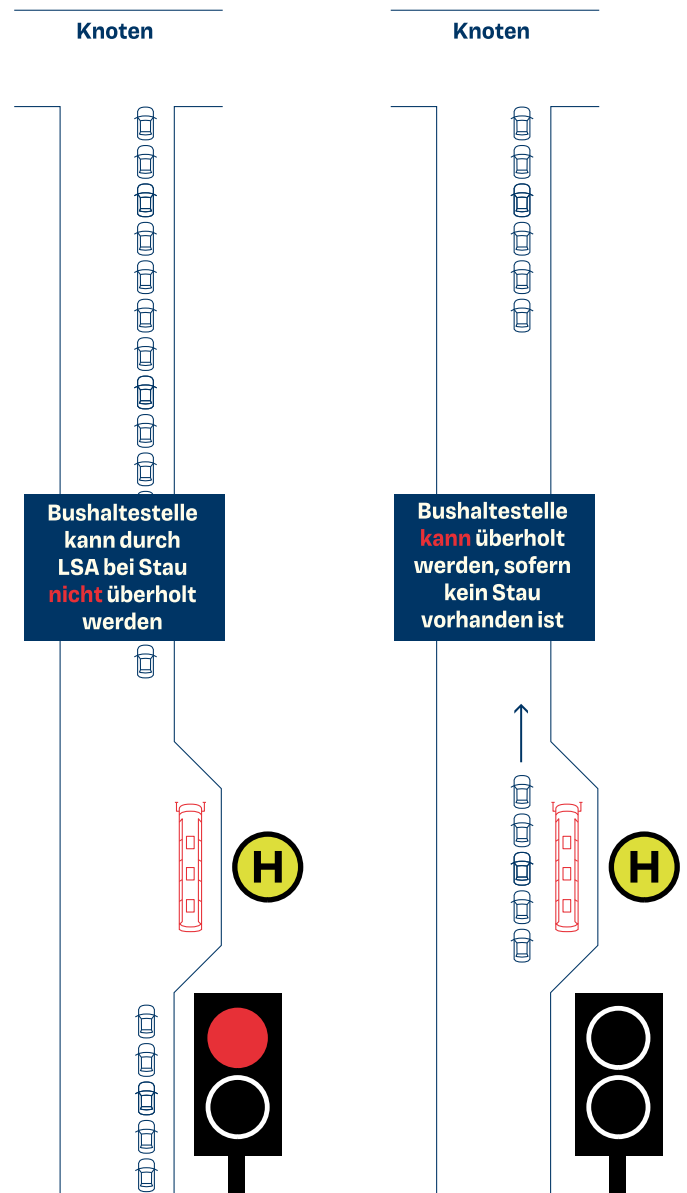 Knoten
Knoten
Bushaltestelle
kann durch
LSA bei Stau
nicht überholt
werden
Bushaltestelle
kann überholt
werden, sofern
kein Stau
vorhanden ist
H
H